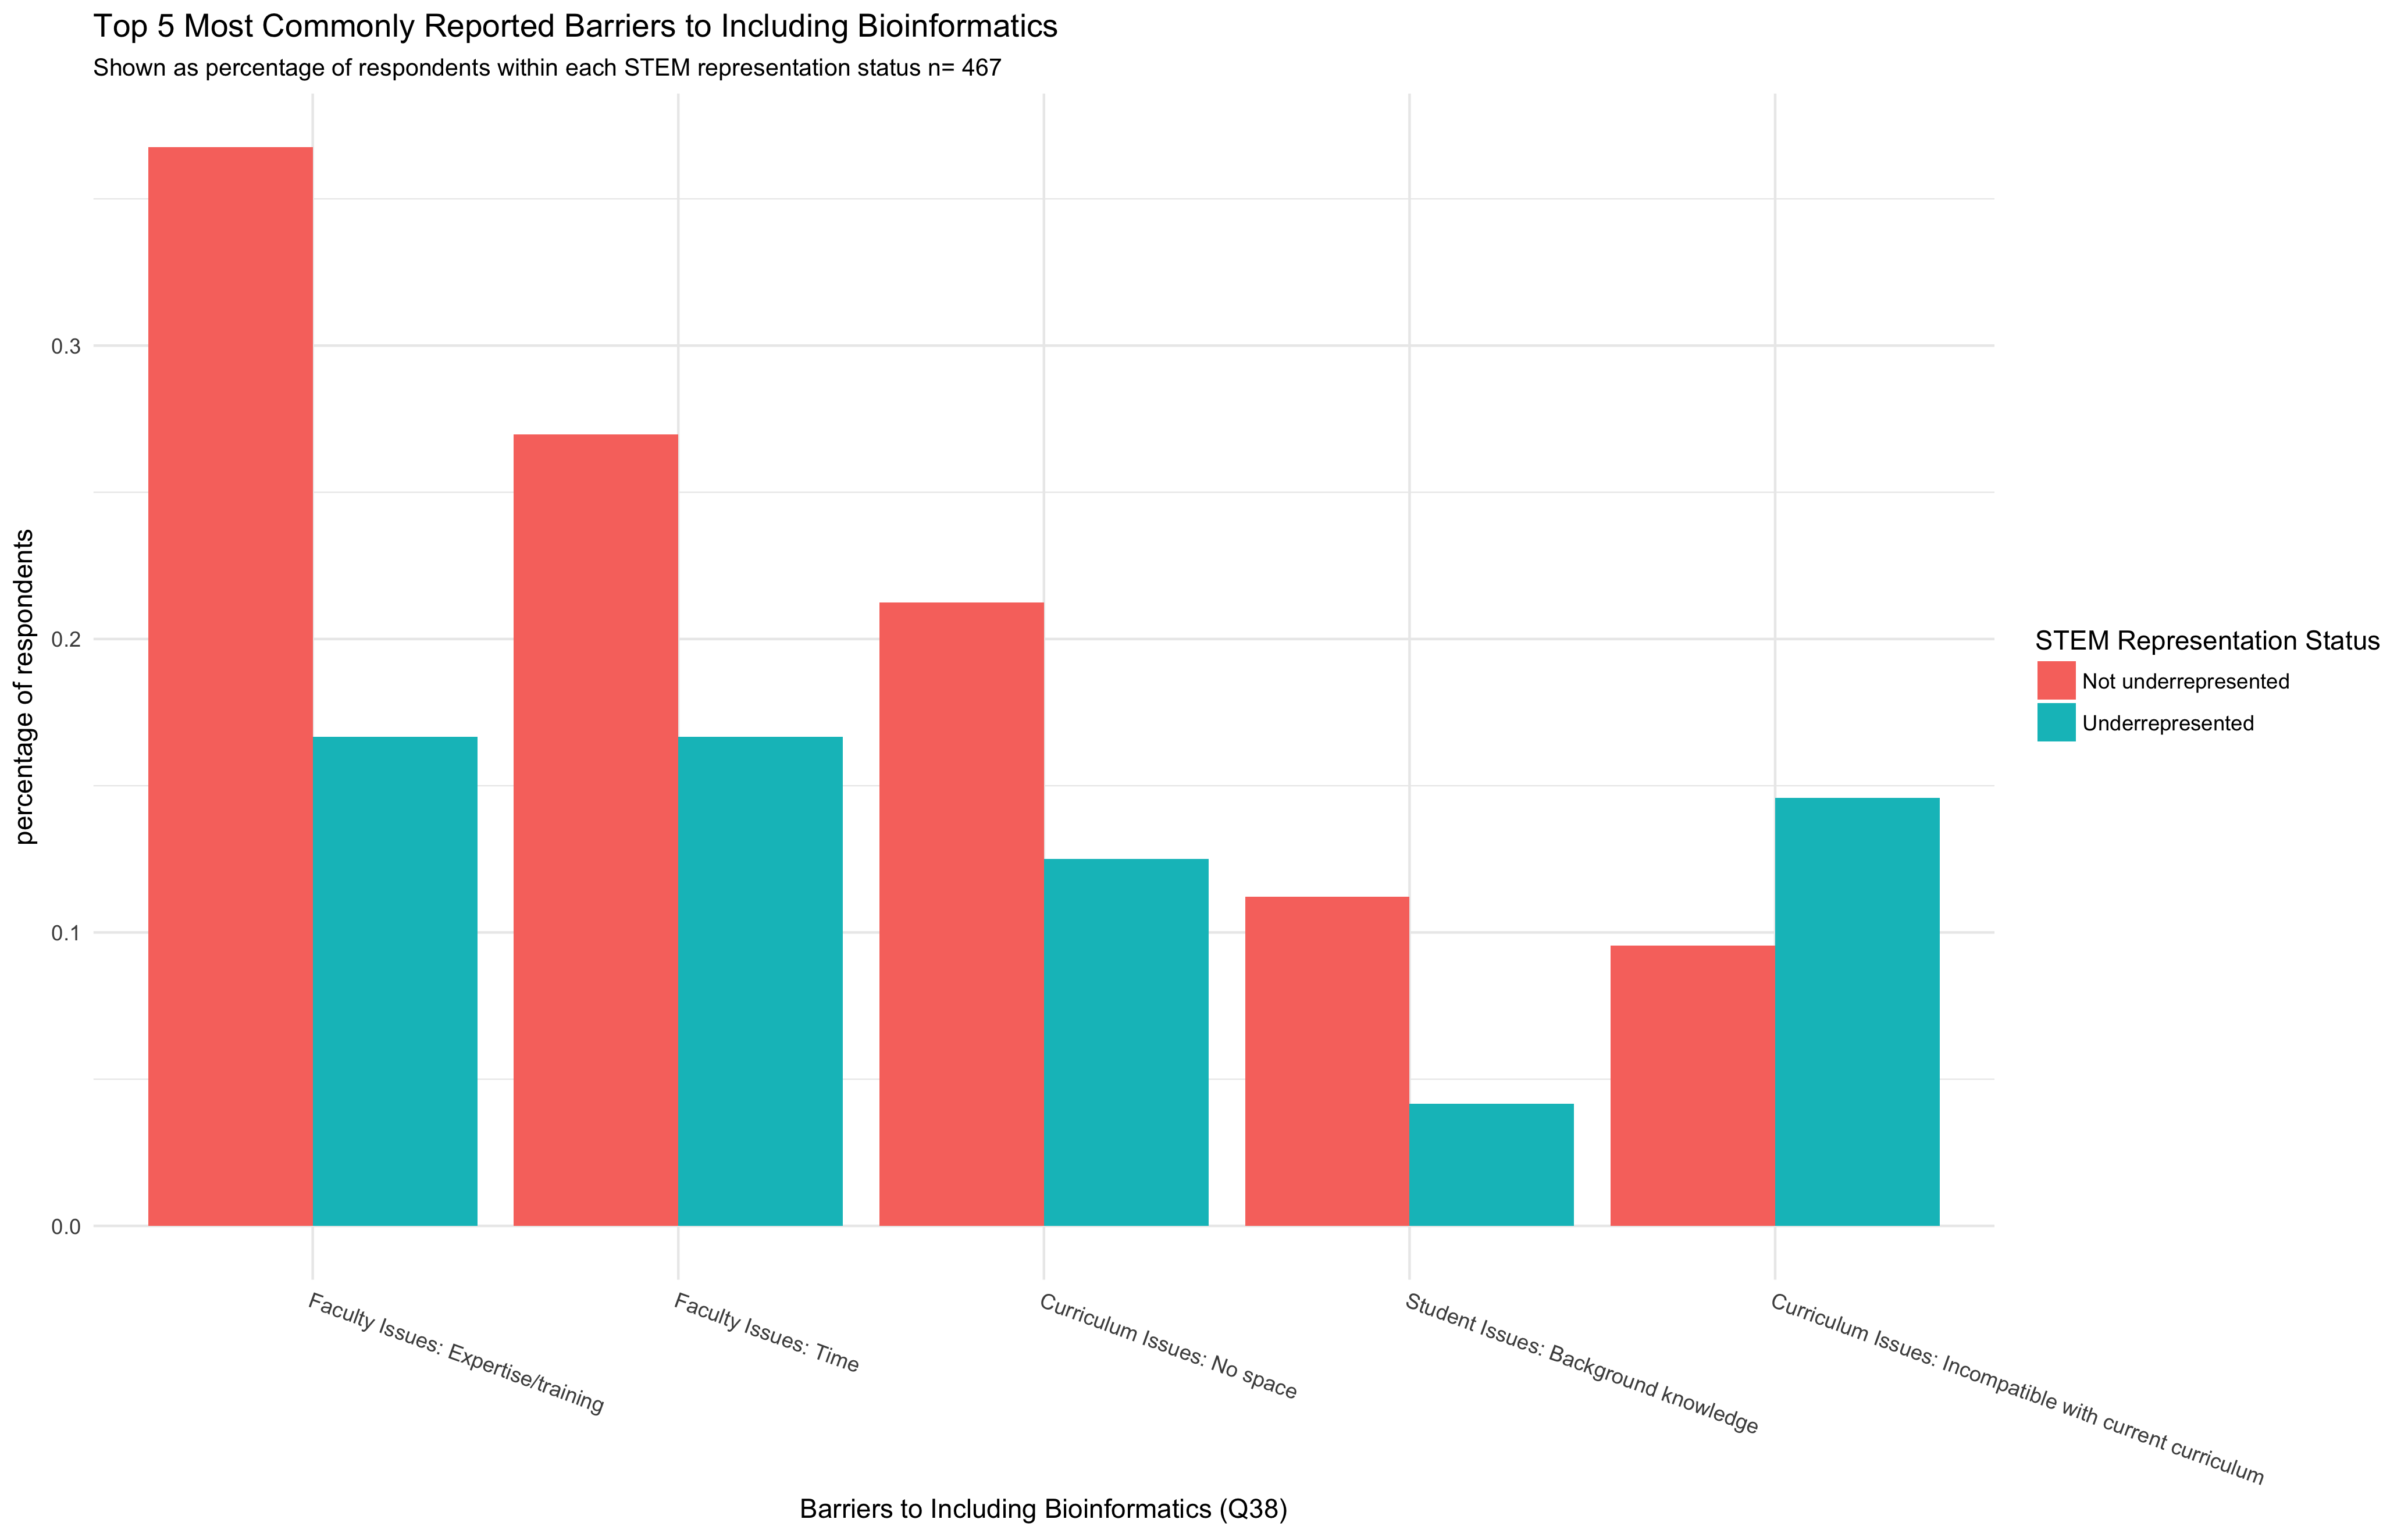 Top 5 Most Commonly Reported Barriers to Including Bioinformatics
Shown as percentage of respondents within each STEM representation status n= 467
percentage of respondents
0.3
0.2
0.1
0.0
Faculty Issues: Expertise/training
Faculty Issues: Time
Curriculum Issues: No space
Student Issues: Background knowledge
Curriculum Issues: Incompatible with current curriculum
Barriers to Including Bioinformatics (Q38)
STEM Representation Status
Not underrepresented
Underrepresented